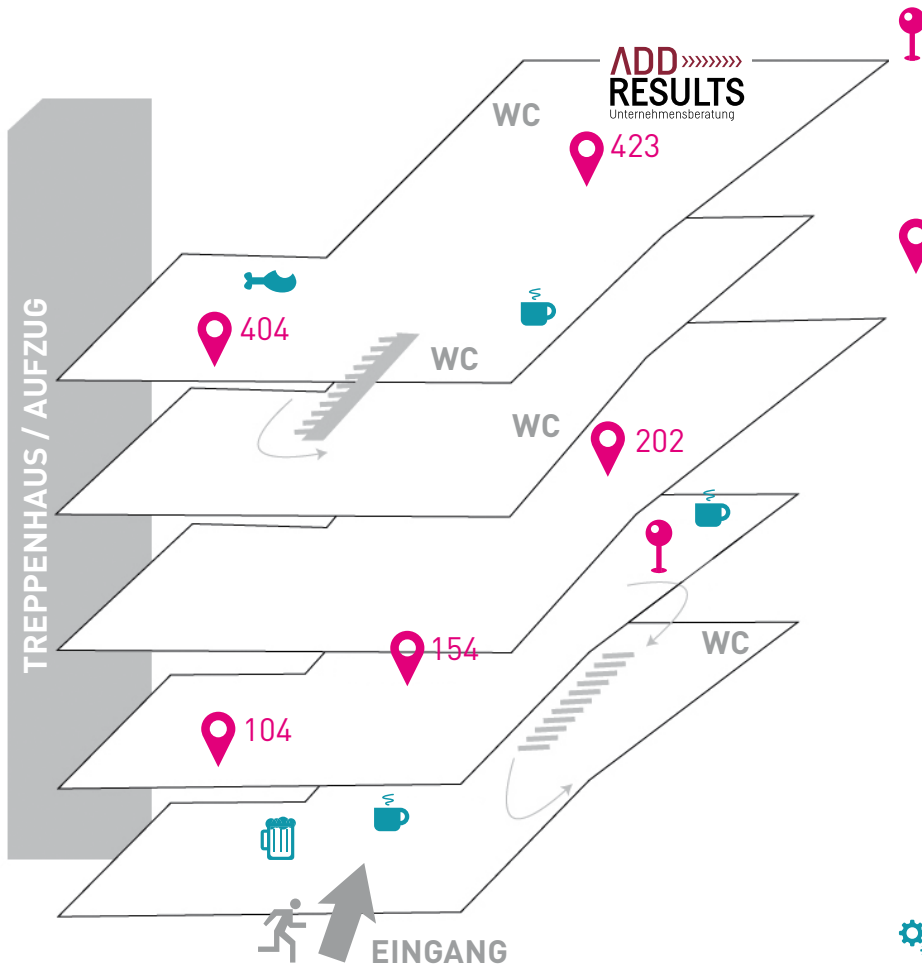 ADD »»»»»
RESULTS
Unternehmensberatung
WC
423
404
WC
TREPPENHAUS / AUFZUG
WC
202
154
WC
104
EINGANG